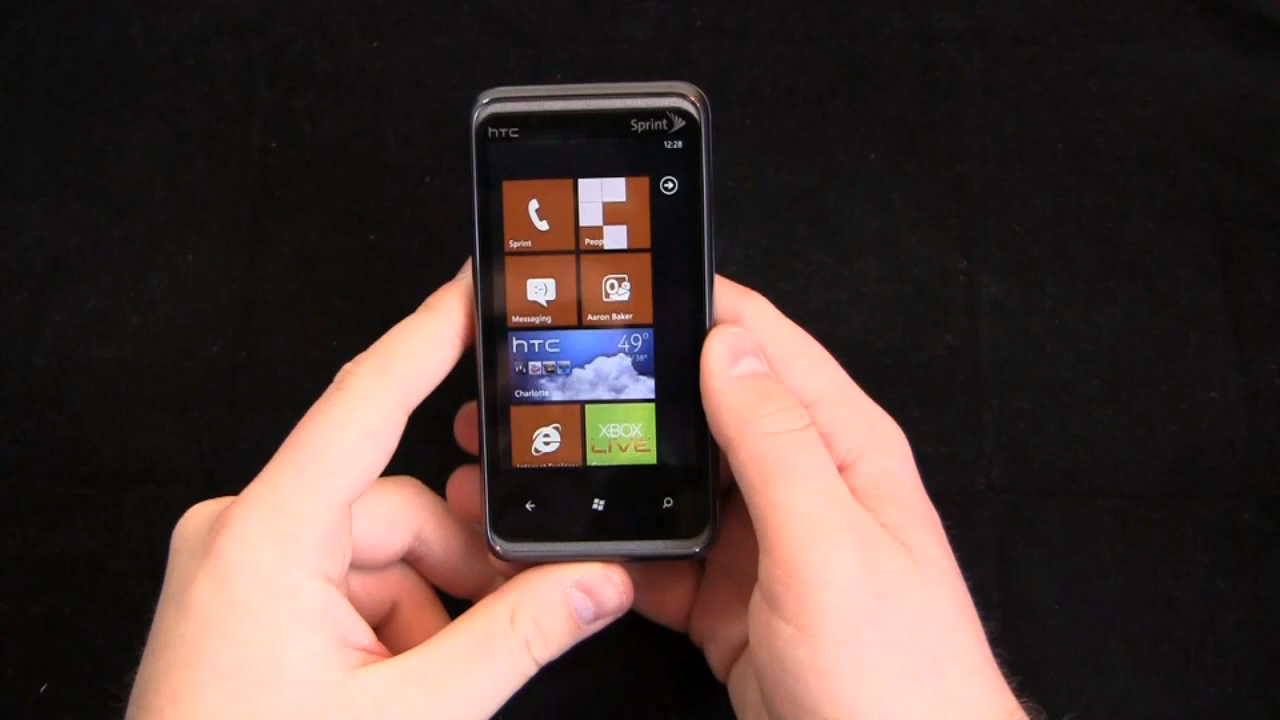 hTC
Sprint
12:28
Sprint
Peop
Messaging
Aaron Baker
hTC
49°
Charlotte
XBOX
LIVE